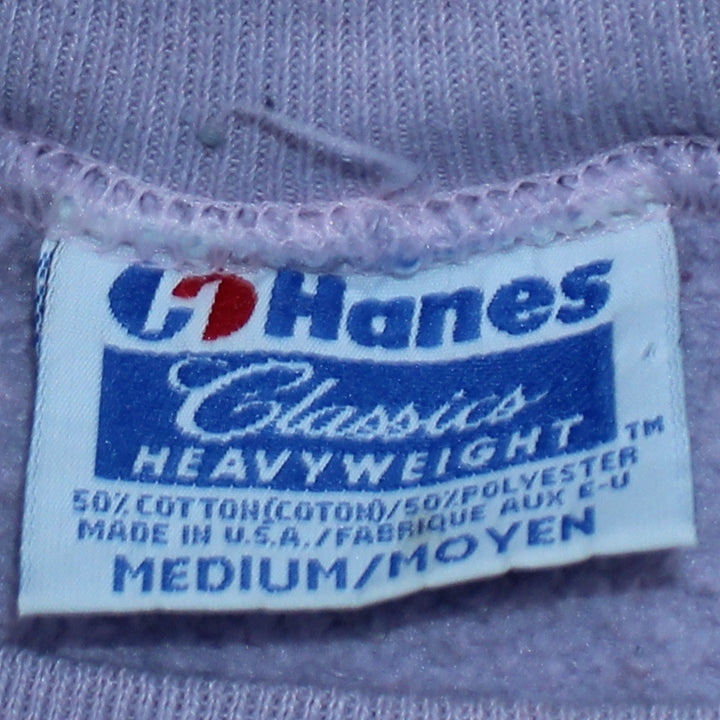 Hanes
Classics
HEAVYWEIGHT™
50% COTTON(COTON)/50% POLYESTER
MADE IN U.S.A./FABRIQUE AUX E-U
MEDIUM/MOYEN